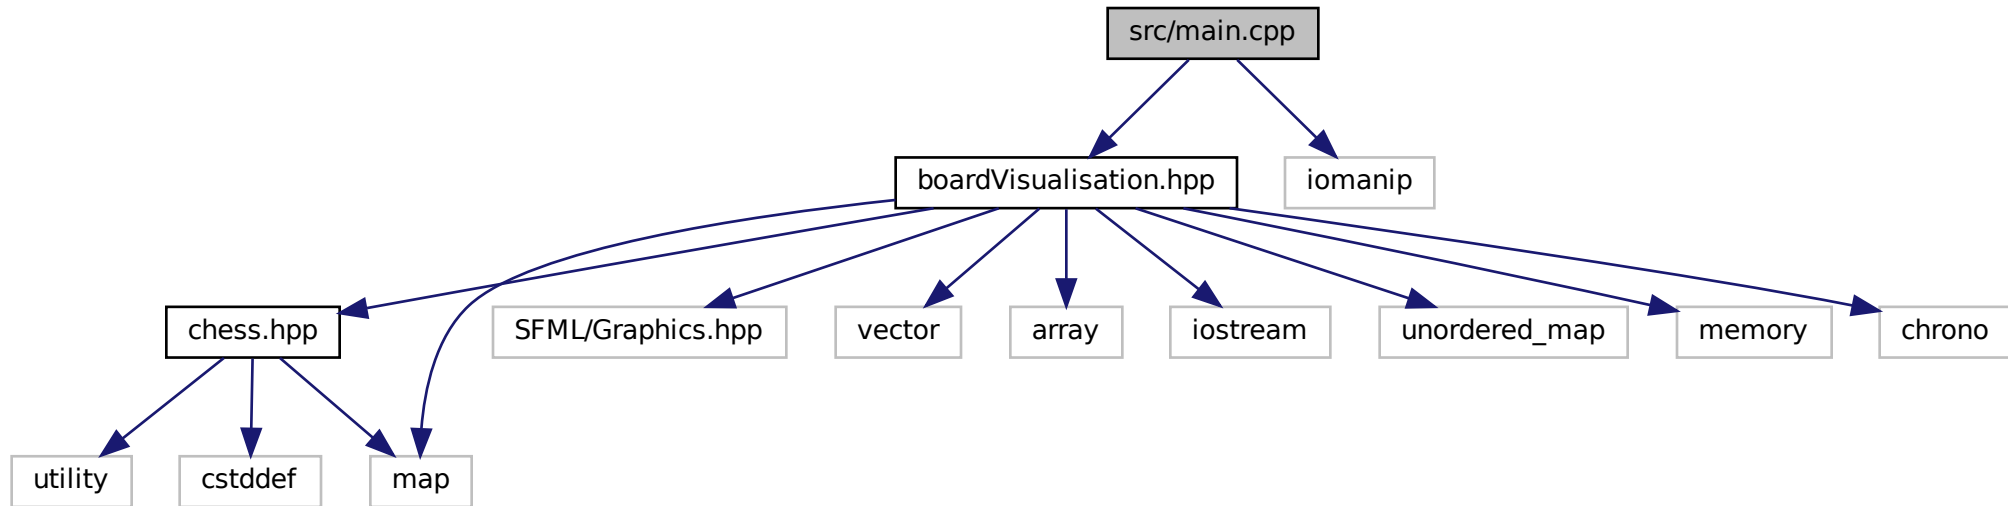 src/main.cpp
boardVisualisation.hpp
iomanip
chess.hpp
SFML/Graphics.hpp
vector
array
iostream
unordered_map
memory
chrono
utility
cstddef
map